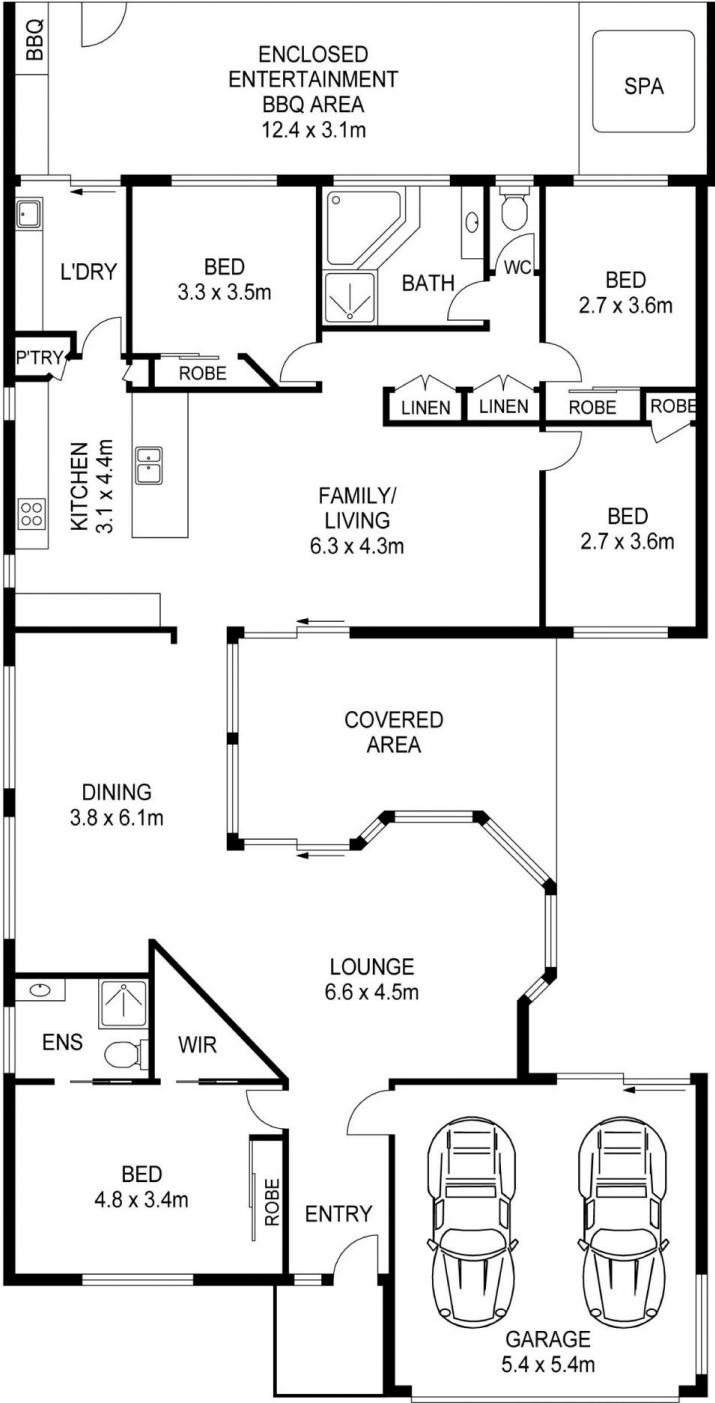 BBQ
ENCLOSED
ENTERTAINMENT
BBQ AREA
12.4 x 3.1m
SPA
L'DRY
BED
3.3 x 3.5m
BATH
WC
BED
2.7 x 3.6m
P'TRY
ROBE
LINEN
LINEN
ROBE
ROBE
KITCHEN
3.1 x 4.4m
FAMILY/
LIVING
6.3 x 4.3m
BED
2.7 x 3.6m
COVERED
AREA
DINING
3.8 x 6.1m
LOUNGE
6.6 x 4.5m
ENS
WIR
BED
4.8 x 3.4m
ROBE
ENTRY
GARAGE
5.4 x 5.4m